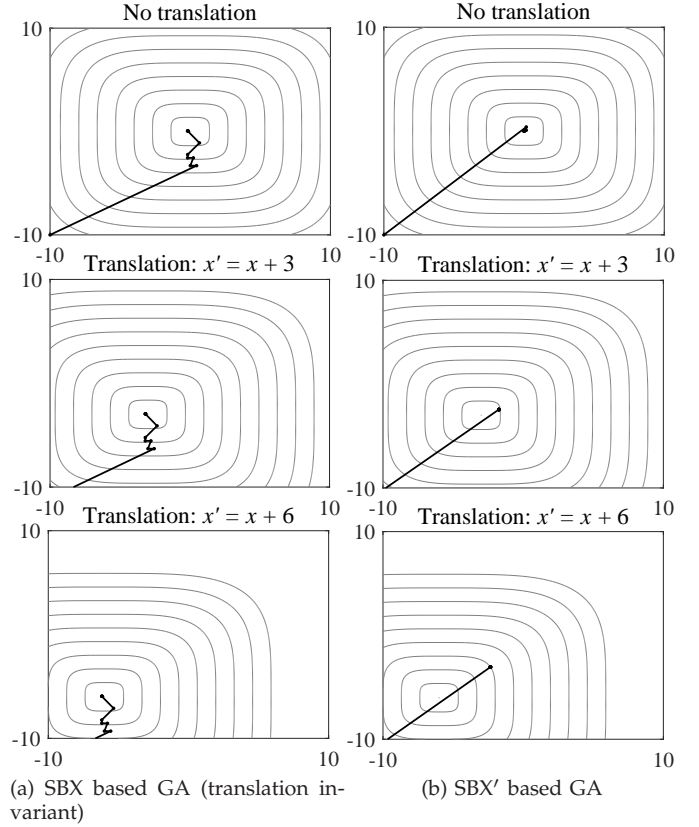 No translation
10
-10
-10 10
No translation
10
-10
-10 10
Translation: x′ = x + 3
10
-10
-10 10
Translation: x′ = x + 3
10
-10
-10 10
Translation: x′ = x + 6
10
-10
-10 10
Translation: x′ = x + 6
10
-10
-10 10
(a) SBX based GA (translation in-
variant)
(b) SBX′ based GA